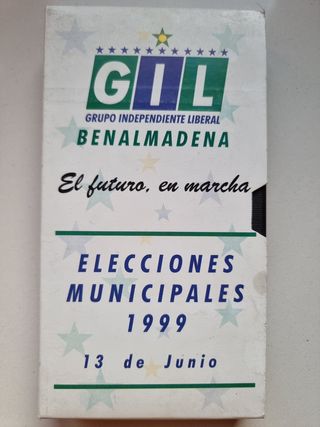 GIL
GRUPO INDEPENDIENTE LIBERAL
BENALMADENA
El futuro, en marcha
ELECCIONES
MUNICIPALES
1999
13 de Junio